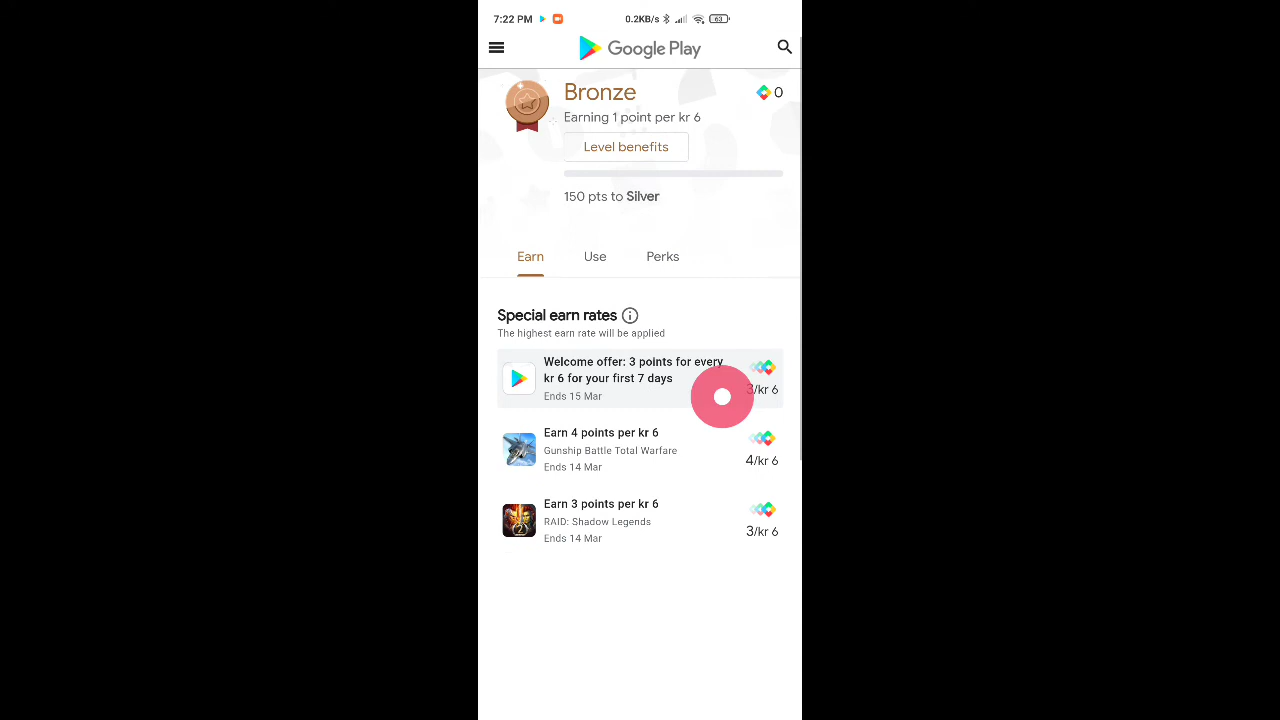 7:22 PM 0.2KB/s 63
Google Play
Bronze 0
Earning 1 point per kr 6
Level benefits
150 pts to Silver
Earn Use Perks
Special earn rates
The highest earn rate will be applied
Welcome offer: 3 points for every
kr 6 for your first 7 days
3/kr 6
Ends 15 Mar
Earn 4 points per kr 6
Gunship Battle Total Warfare
4/kr 6
Ends 14 Mar
Earn 3 points per kr 6
RAID: Shadow Legends
3/kr 6
Ends 14 Mar